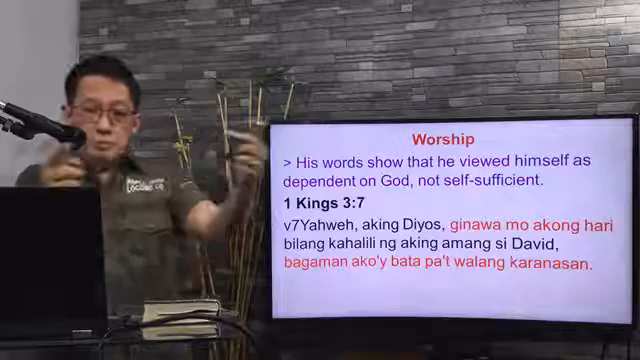 Worship
> His words show that he viewed himself as
dependent on God, not self-sufficient.
1 Kings 3:7
v7Yahweh, aking Diyos, ginawa mo akong hari
bilang kahalili ng aking amang si David,
bagaman ako'y bata pa't walang karanasan.